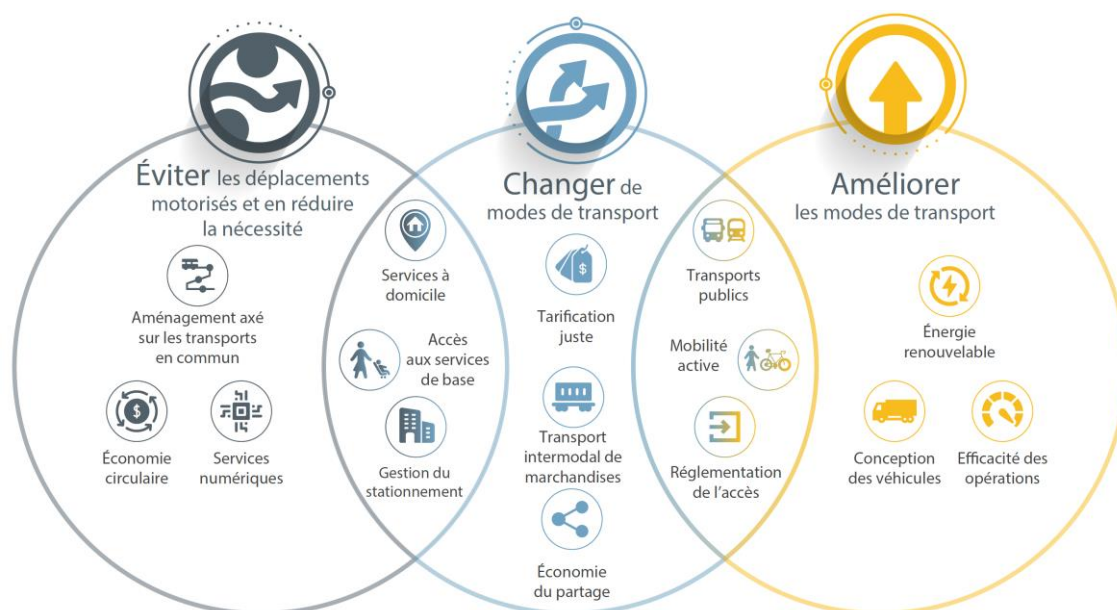 Éviter les déplacements
motorisés et en réduire
la nécessité
Aménagement axé
sur les transports
en commun
Économie
circulaire
Services
numériques
Services à
domicile
Accès
aux services
de base
Gestion du
stationnement
Changer de
modes de transport
$
Tarification
juste
Transport
intermodal de
marchandises
Économie
du partage
Transports
publics
Mobilité
active
Réglementation
de l'accès
Améliorer
les modes de transport
Énergie
renouvelable
Conception
des véhicules
Efficacité des
opérations